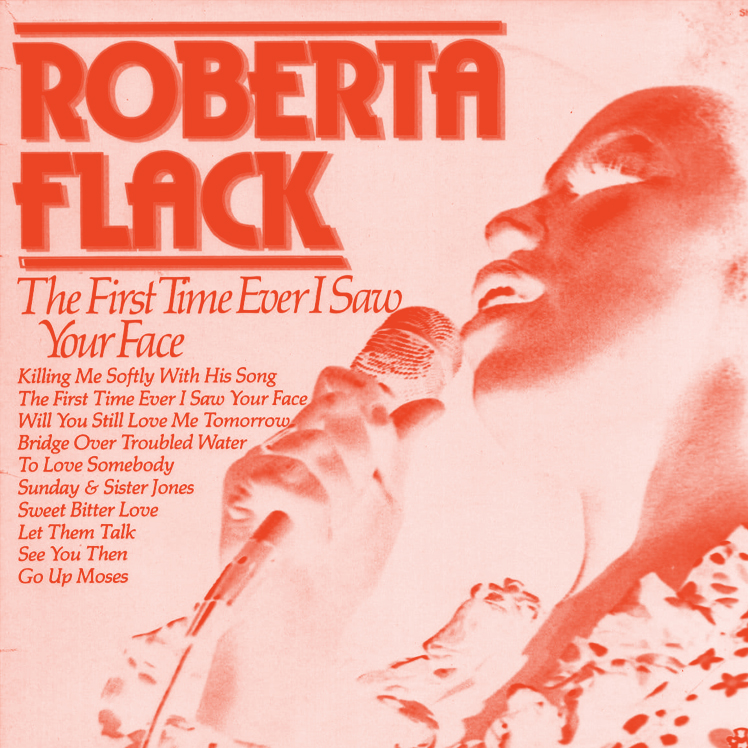 ROBERTA
FLACK
The First Time Ever I Saw
Your Face
Killing Me Softly With His Song
The First Time Ever I Saw Your Face
Will You Still Love Me Tomorrow
Bridge Over Troubled Water
To Love Somebody
Sunday & Sister Jones
Sweet Bitter Love
Let Them Talk
See You Then
Go Up Moses